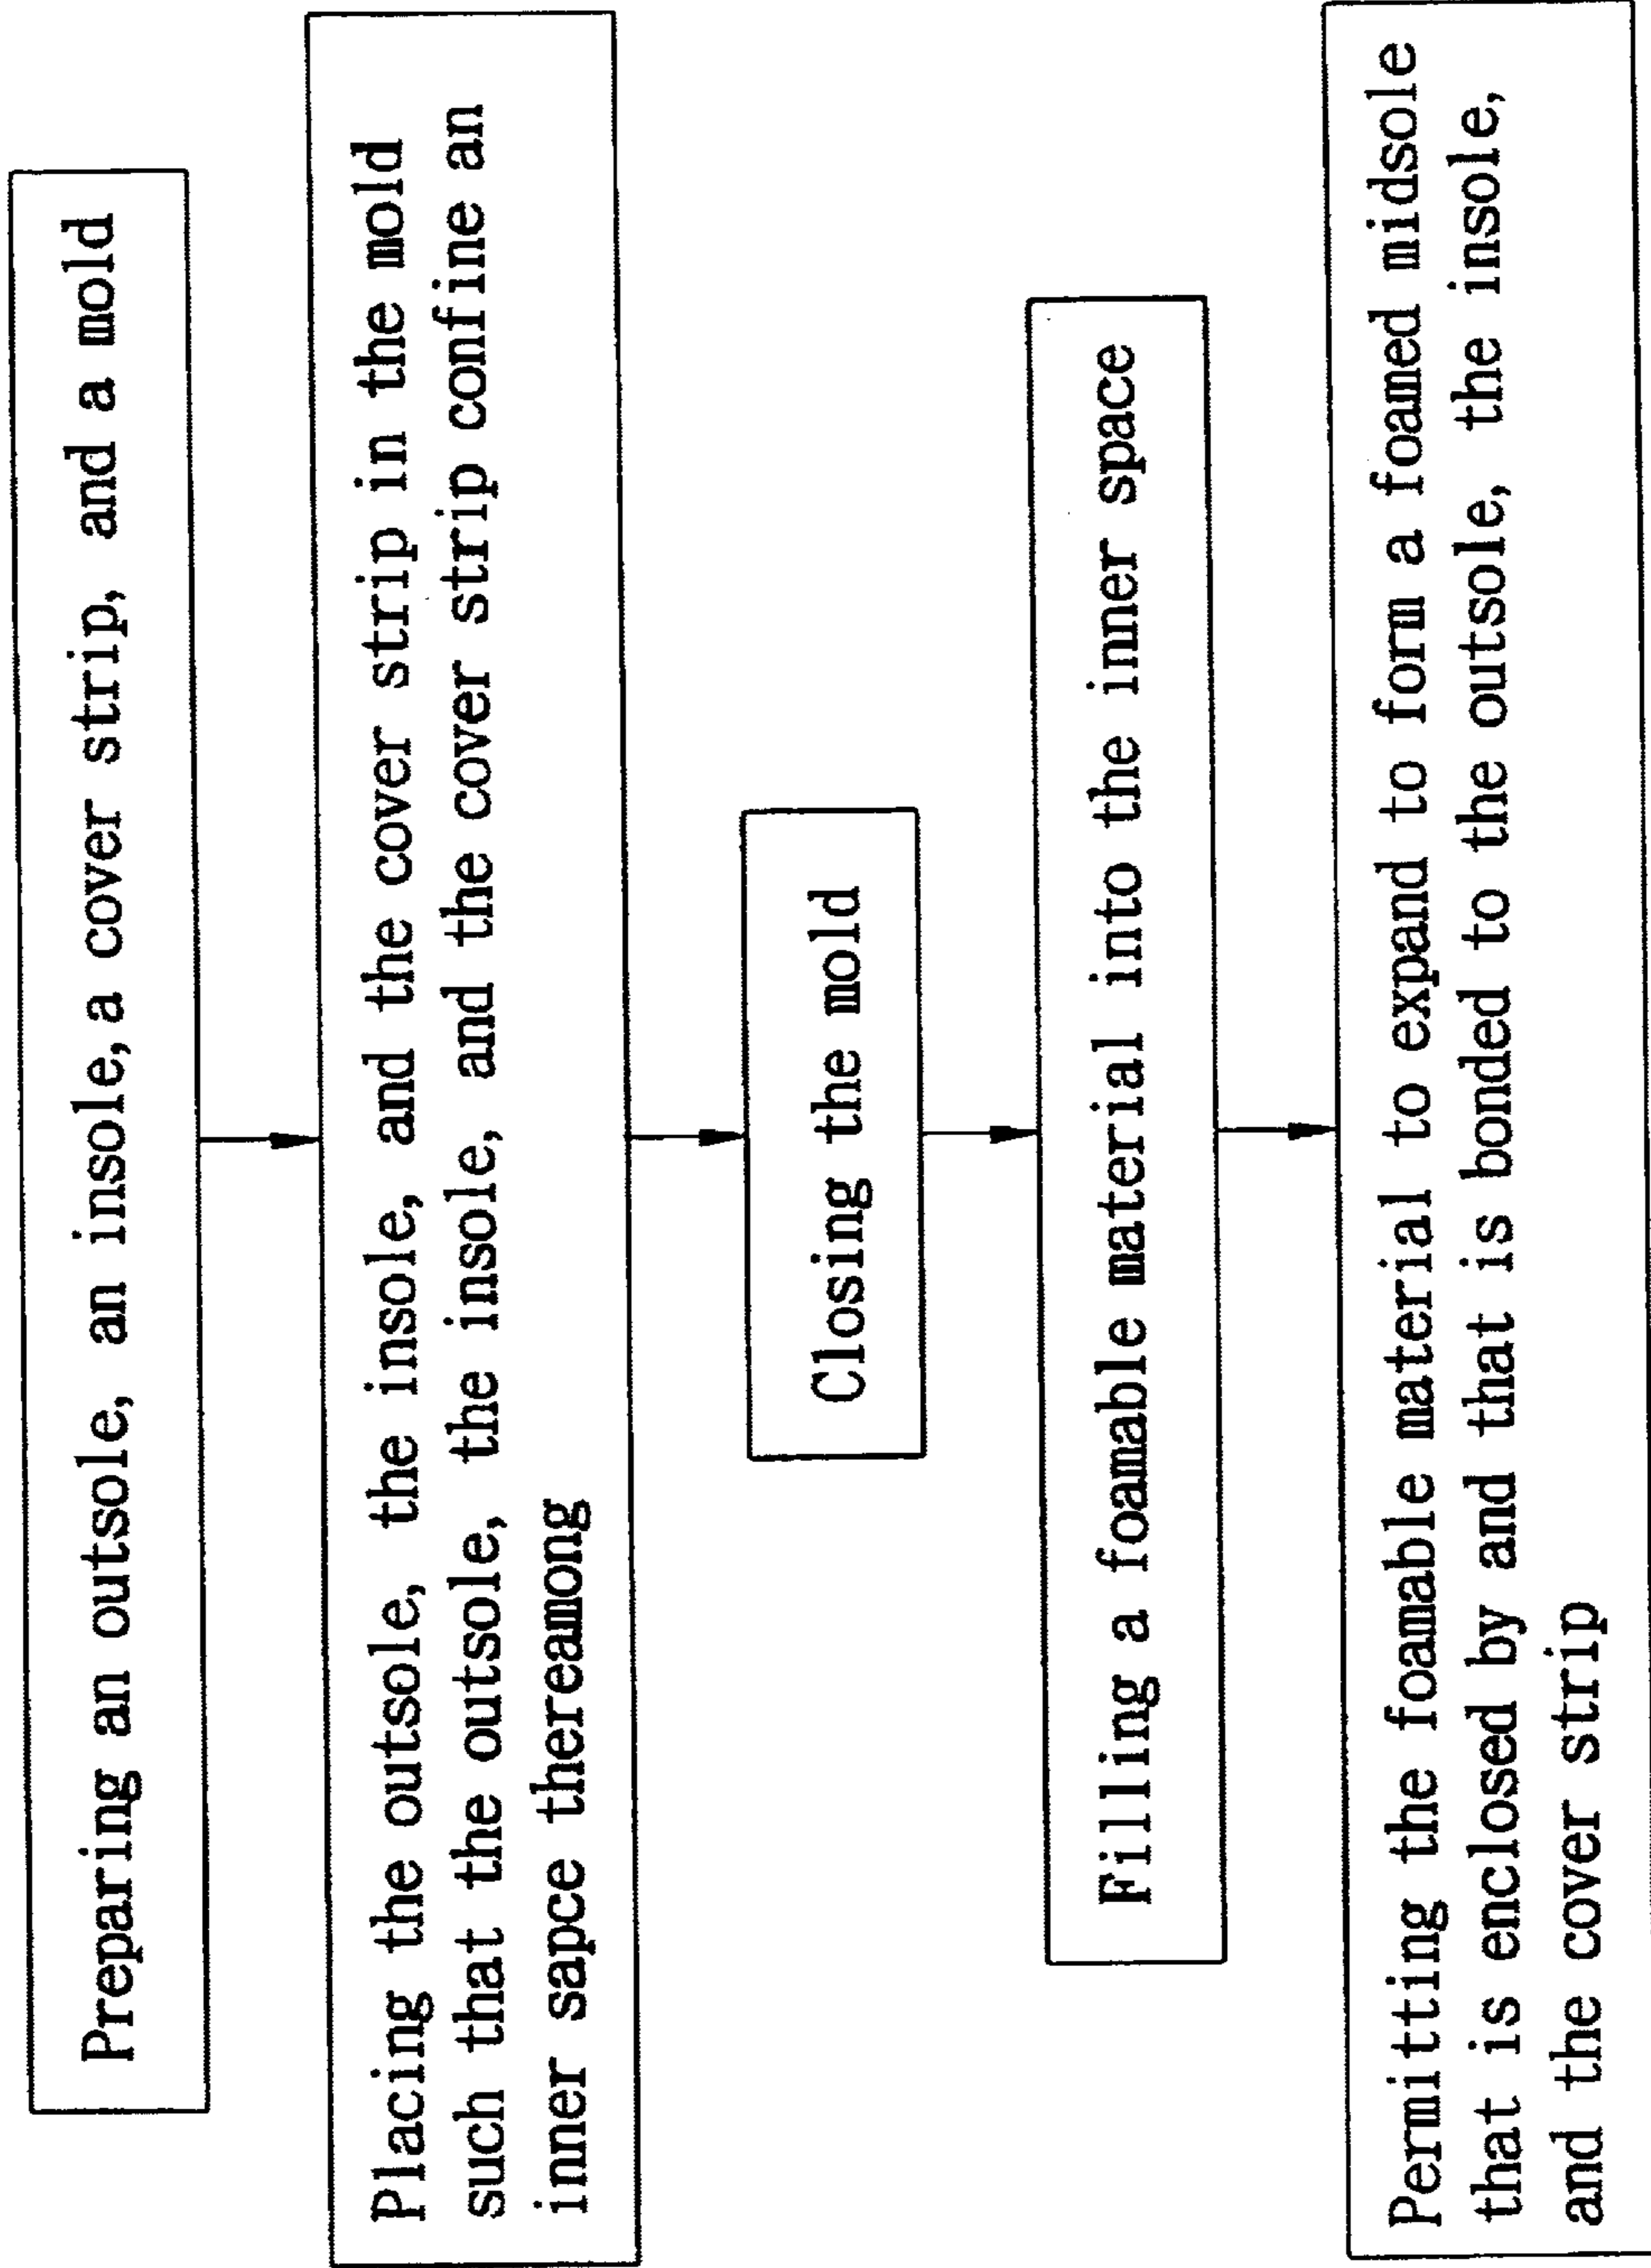 Preparing an outsole, an insole, a cover strip, and a mold
Placing the outsole, the insole, and the cover strip in the mold
such that the outsole, the insole, and the cover strip confine an
inner sapce thereamong
Closing the mold
Filling a foamable material into the inner space
Permitting the foamable material to expand to form a foamed midsole
that is enclosed by and that is bonded to the outsole, the insole,
and the cover strip